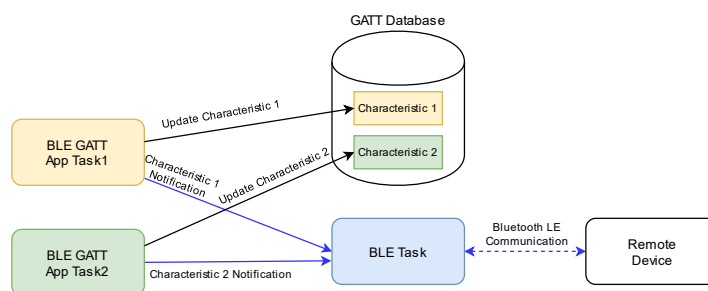 GATT Database
Characteristic 1
Update Characteristic 1
BLE GATT
App Task1
Characteristic 2
Characteristic 1
Notification
Update Characteristic 2
BLE GATT
App Task2
Characteristic 2 Notification
BLE Task
Bluetooth LE
Communication
Remote
Device